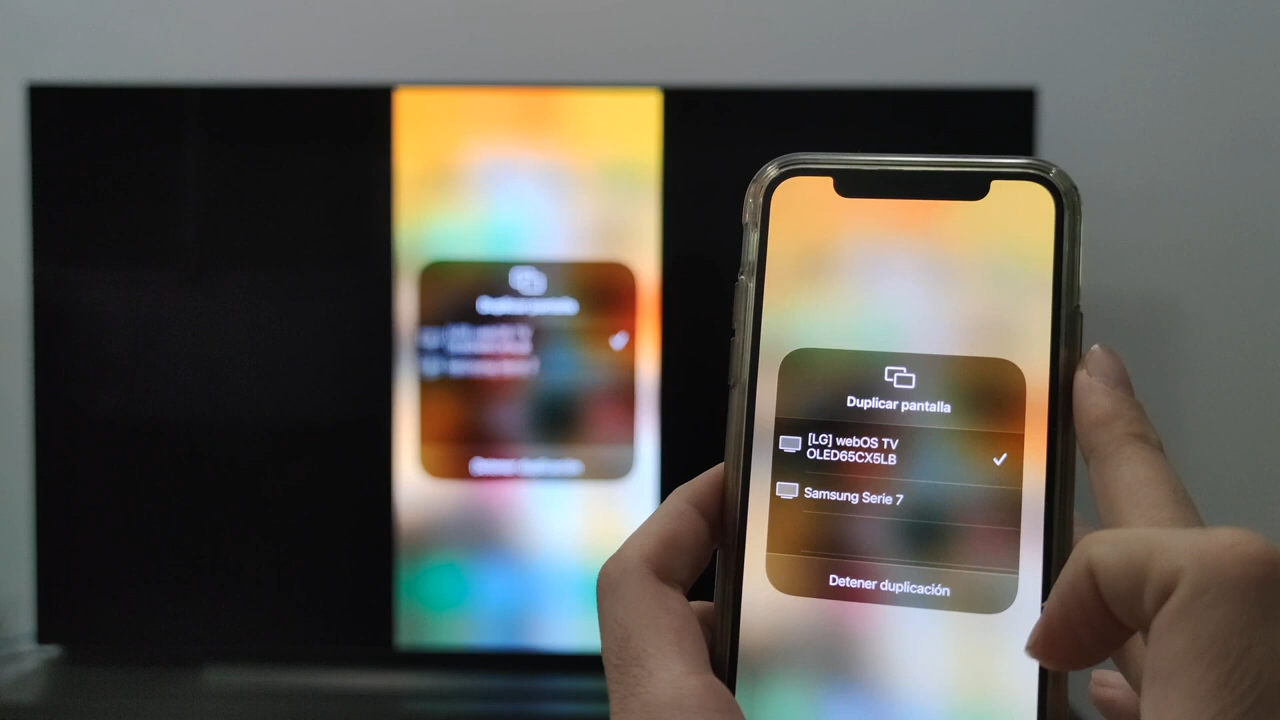 Duplicar pantalla
[LG] webOS TV
OLED65CX5LB
Samsung Serie 7
Detener duplicación